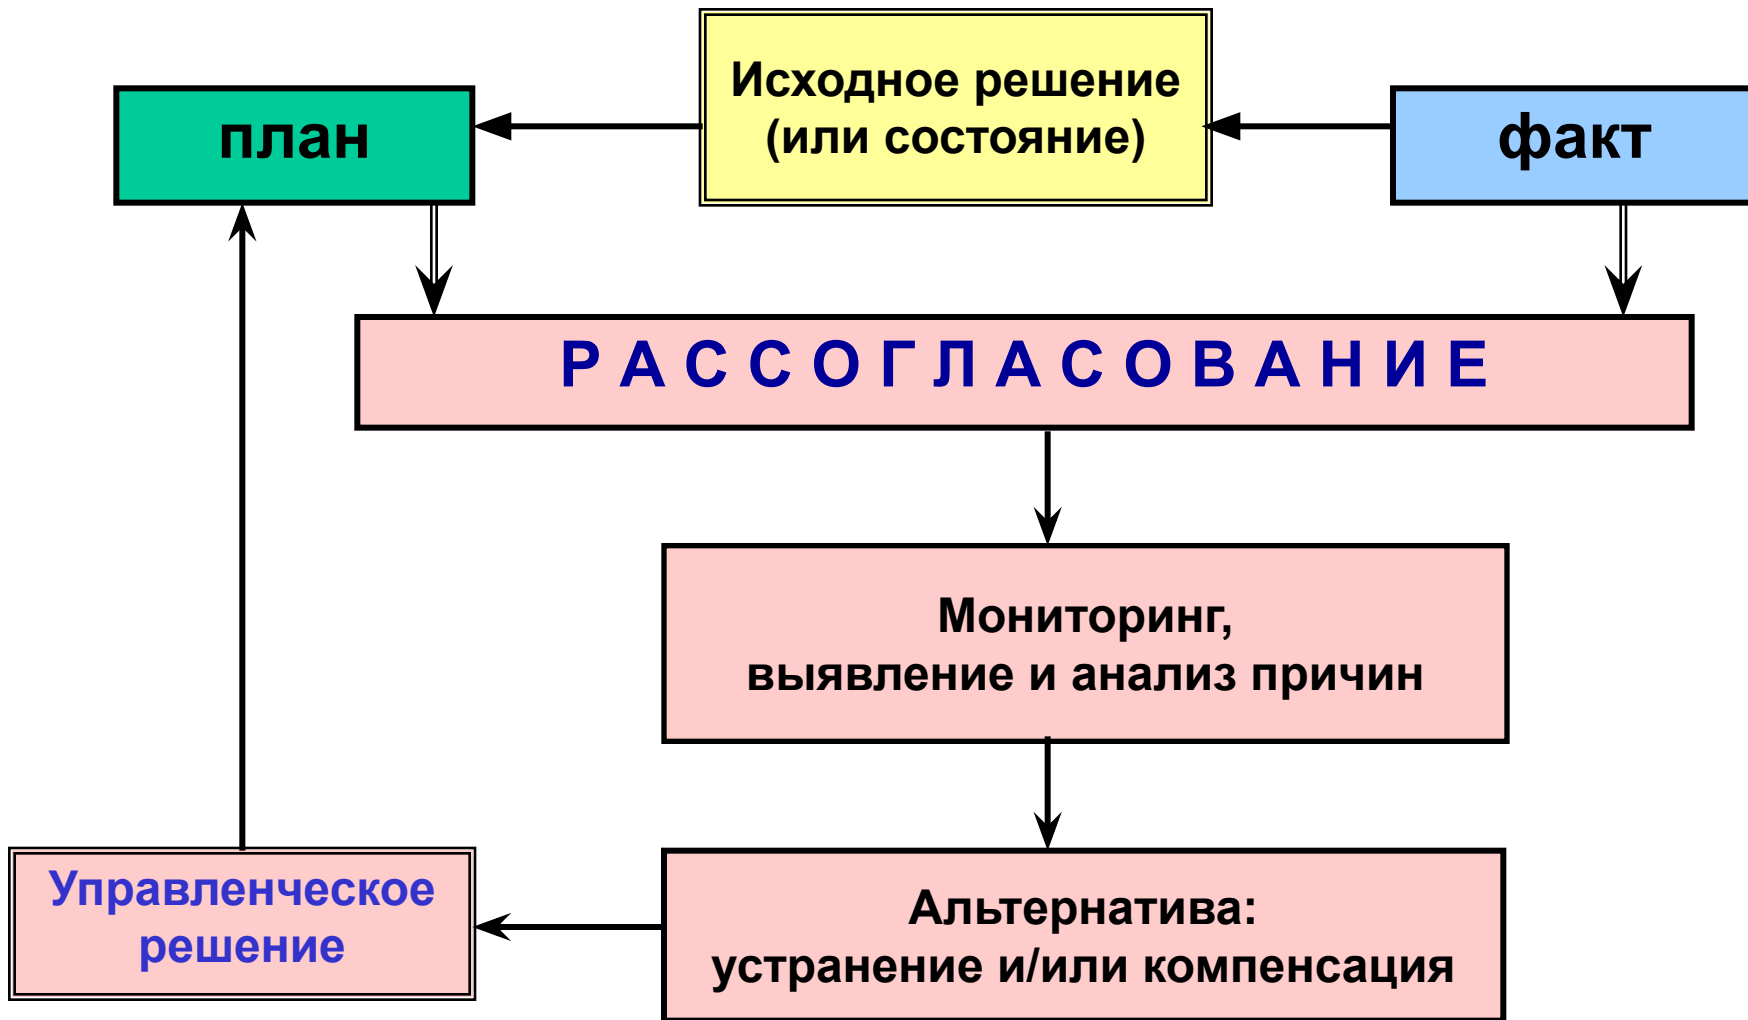 Исходное решение
(или состояние)
план
факт
Р А С С О Г Л А С О В А Н И Е
Мониторинг,
выявление и анализ причин
Управленческое
решение
Альтернатива:
устранение и/или компенсация